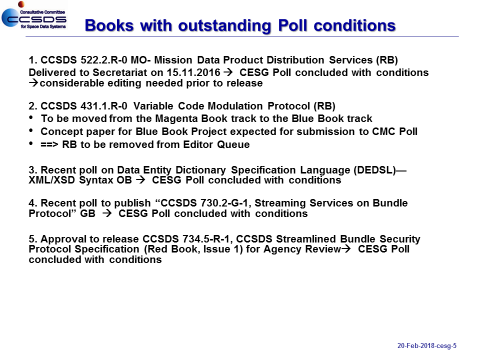 Consultative Committee
CCSDS
for Space Data Systems
Books with outstanding Poll conditions
1. CCSDS 522.2.R-0 MO- Mission Data Product Distribution Services (RB)
Delivered to Secretariat on 15.11.2016 → CESG Poll concluded with conditions
→considerable editing needed prior to release
2. CCSDS 431.1.R-0 Variable Code Modulation Protocol (RB)
• To be moved from the Magenta Book track to the Blue Book track
• Concept paper for Blue Book Project expected for submission to CMC Poll
• ==> RB to be removed from Editor Queue
3. Recent poll on Data Entity Dictionary Specification Language (DEDSL)—
XML/XSD Syntax OB → CESG Poll concluded with conditions
4. Recent poll to publish “CCSDS 730.2-G-1, Streaming Services on Bundle
Protocol” GB → CESG Poll concluded with conditions
5. Approval to release CCSDS 734.5-R-1, CCSDS Streamlined Bundle Security
Protocol Specification (Red Book, Issue 1) for Agency Review→ CESG Poll
concluded with conditions
20-Feb-2018-cesg-5